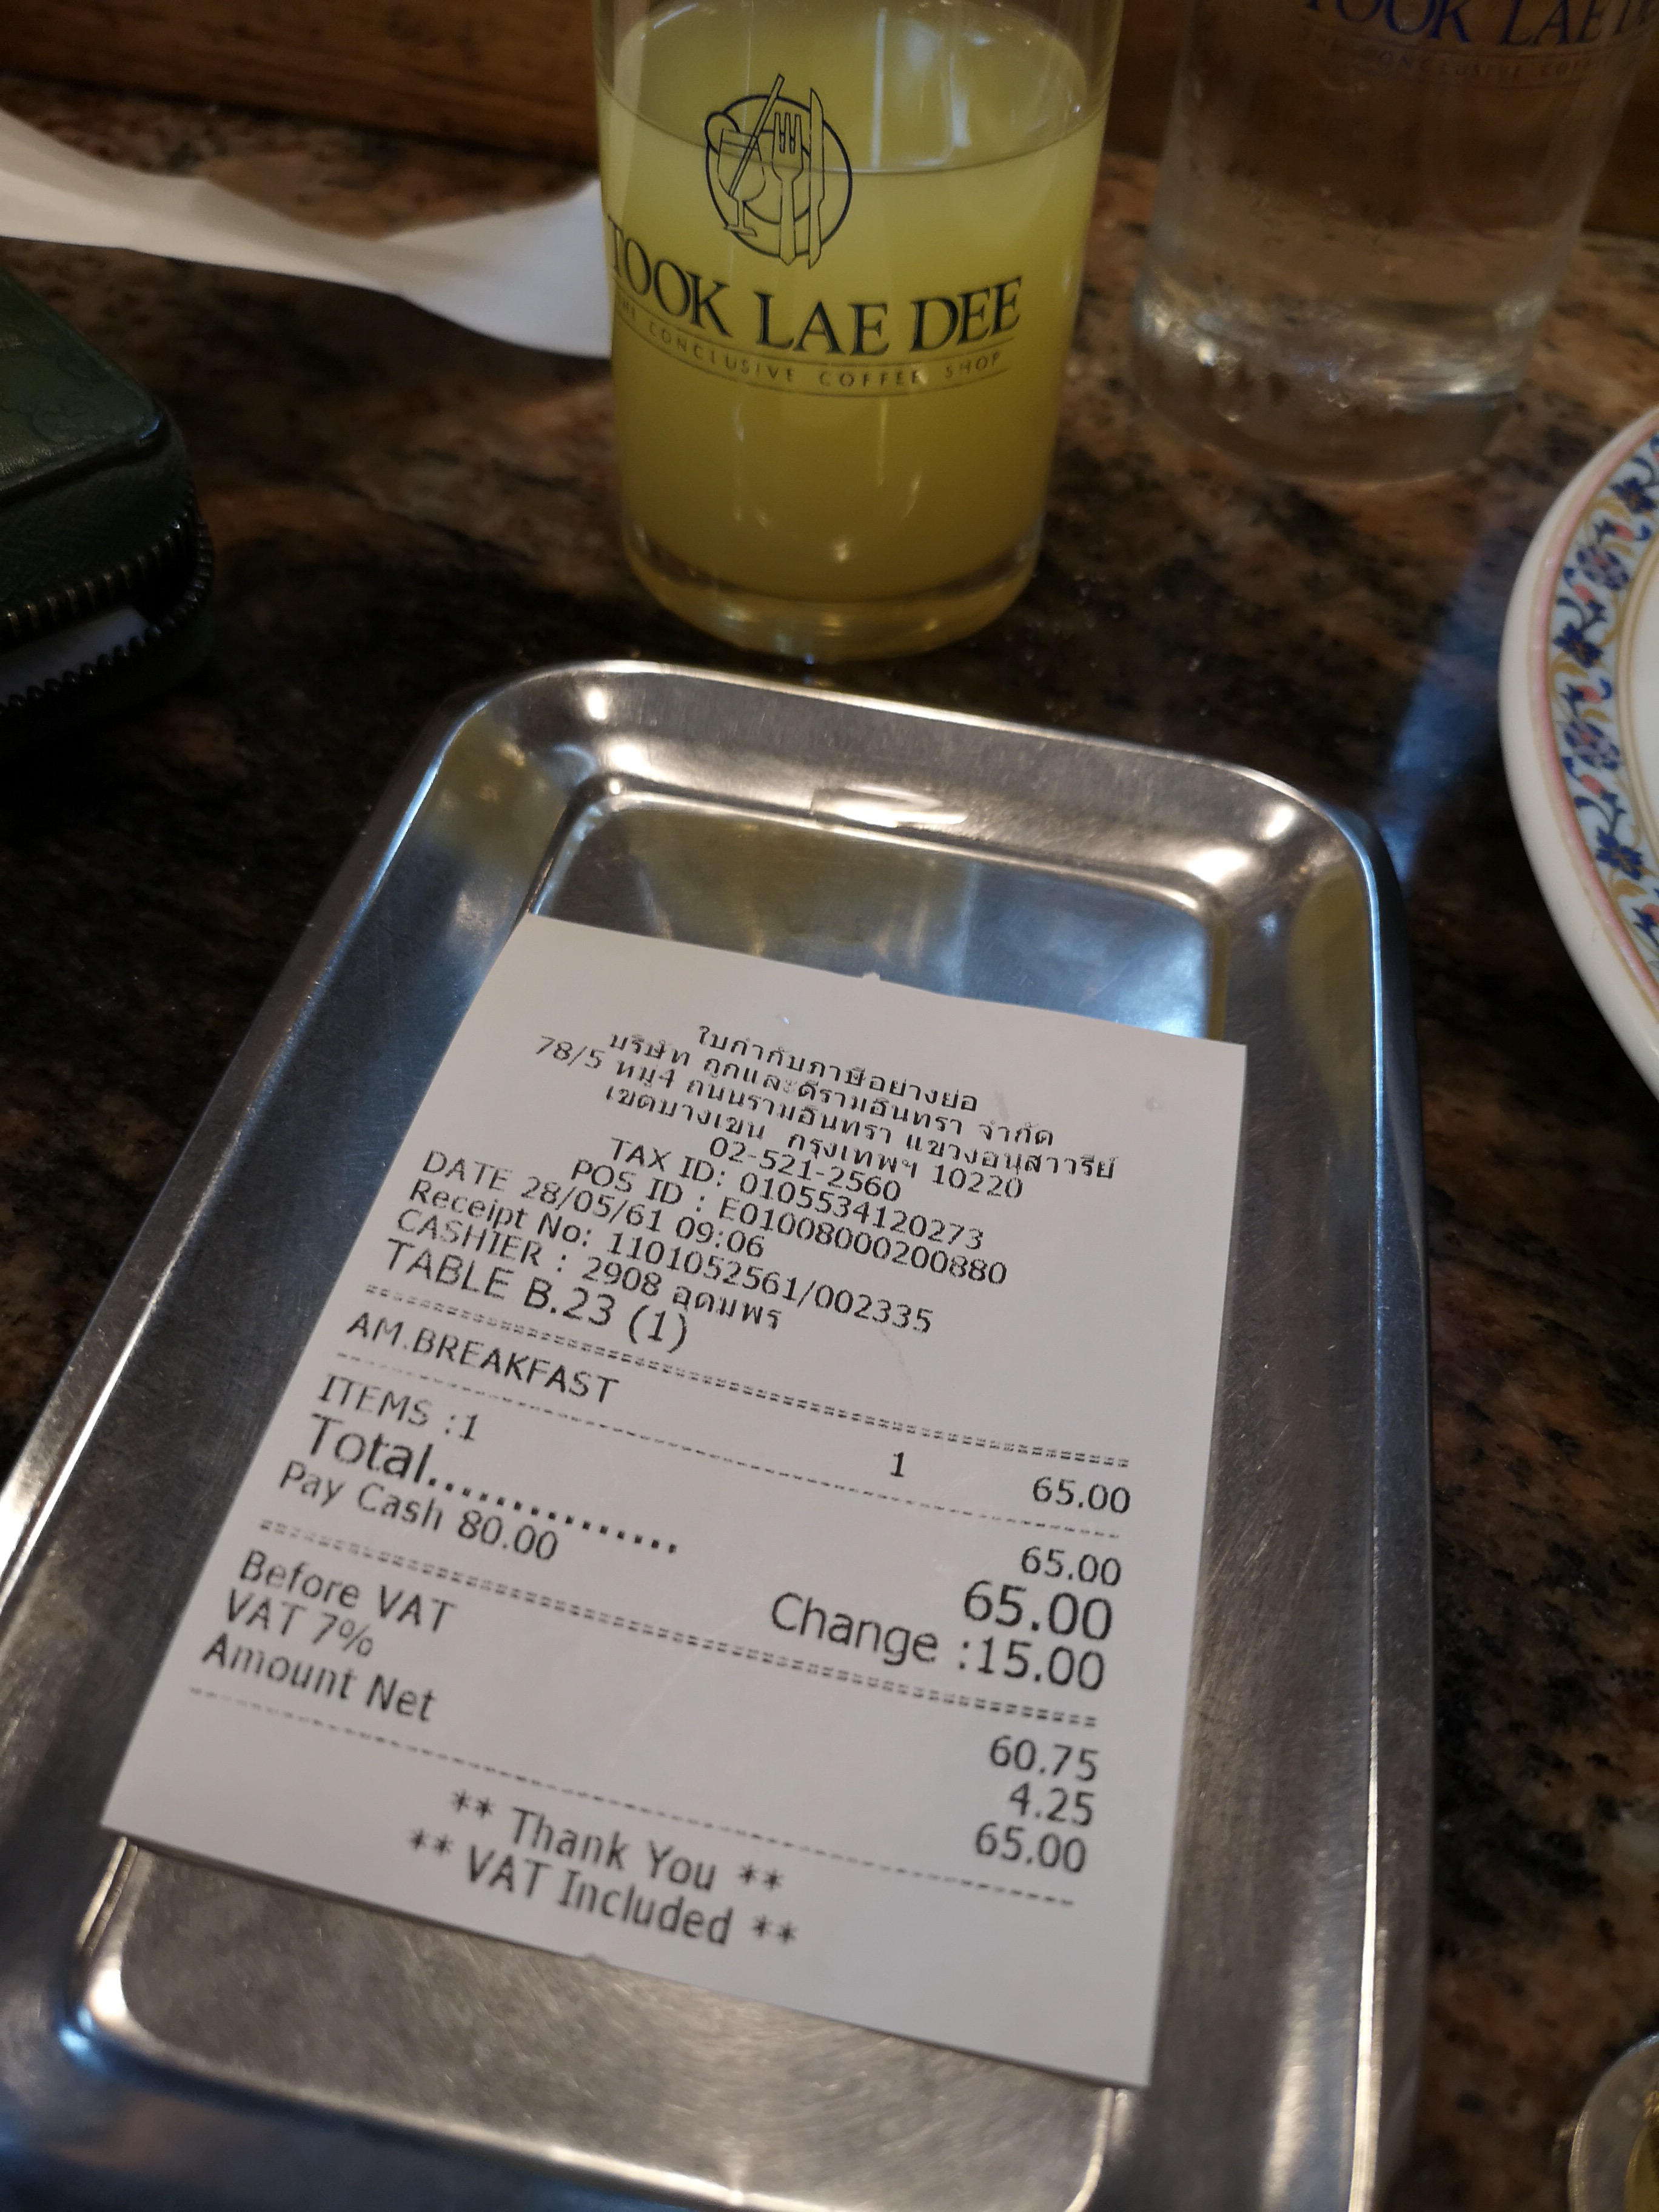 TOOK LAE DEE
THE CONCLUSIVE COFFEE SHOP
TOOK LAE DEE
THE CONCLUSIVE COFFEE
ใบกำกับภาษีอย่างย่อ
บริษัท ถูกและดีรามอินทรา จำกัด
78/5 หมู่4 ถนนรามอินทรา แขวงอนุสาวรีย์
เขตบางเขน กรุงเทพฯ 10220
02-521-2560
TAX ID: 0105534120273
POS ID : E01008000200880
DATE 28/05/61 09:06
Receipt No: 1101052561/002335
CASHIER : 2908 อุดมพร
TABLE B.23 (1)
AM.BREAKFAST 1 65.00
ITEMS :1 65.00
Total............... 65.00
Pay Cash 80.00 Change :15.00
Before VAT 60.75
VAT 7% 4.25
Amount Net 65.00
** Thank You **
** VAT Included **